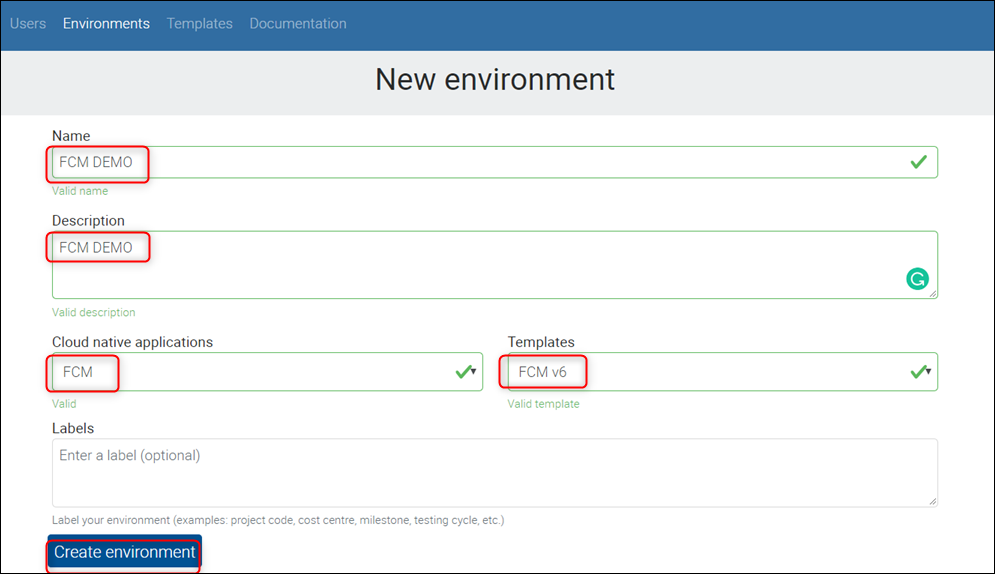 Users Environments Templates Documentation
New environment
Name
FCM DEMO
Valid name
Description
FCM DEMO
Valid description
Cloud native applications Templates
FCM FCM v6
Valid Valid template
Labels
Enter a label (optional)
Label your environment (examples: project code, cost centre, milestone, testing cycle, etc.)
Create environment